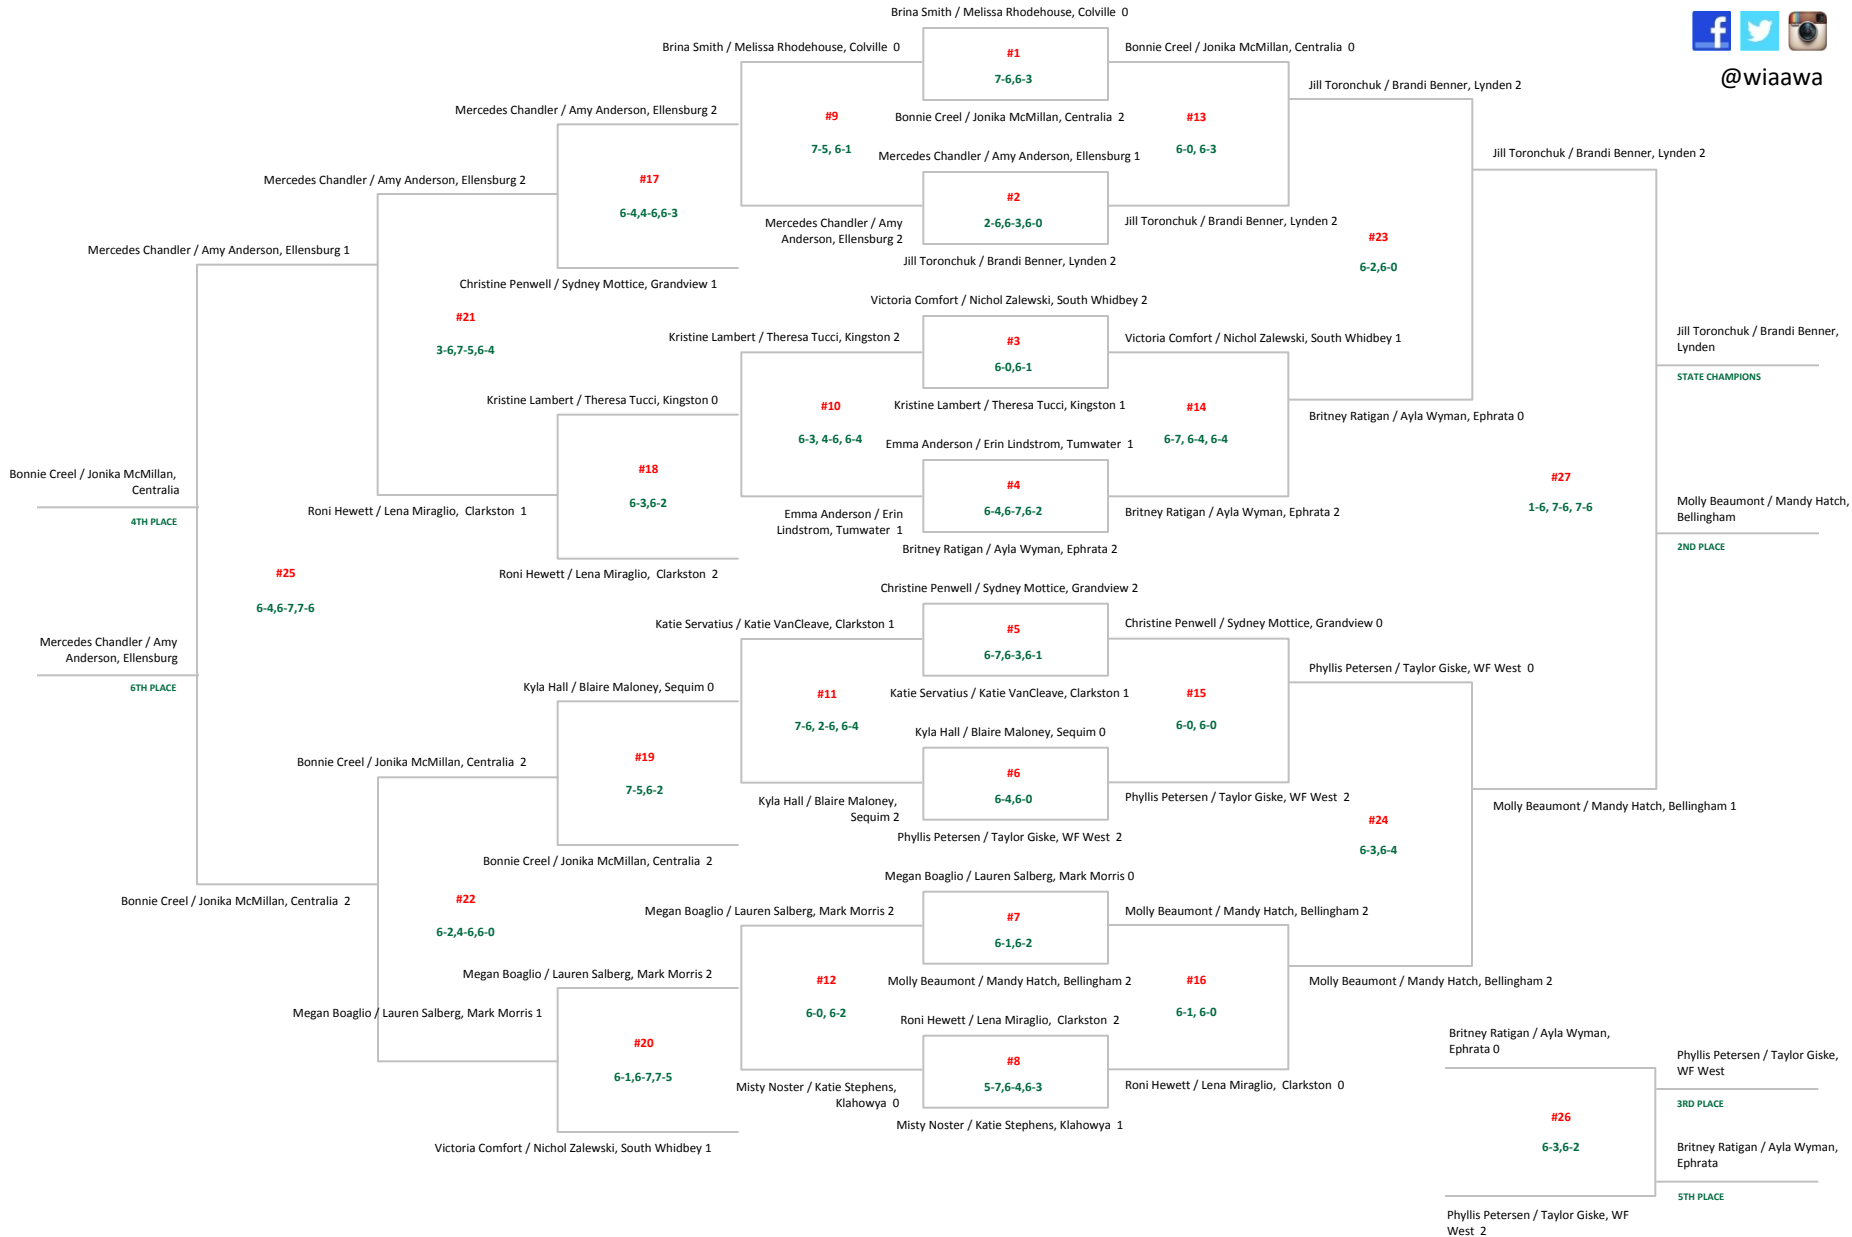 Brina Smith / Melissa Rhodehouse, Colville 0
@wiaawa
Brina Smith / Melissa Rhodehouse, Colville 0
#1
7-6,6-3
Bonnie Creel / Jonika McMillan, Centralia 0
Jill Toronchuk / Brandi Benner, Lynden 2
Mercedes Chandler / Amy Anderson, Ellensburg 2
#9
7-5, 6-1
Bonnie Creel / Jonika McMillan, Centralia 2
#13
6-0, 6-3
Mercedes Chandler / Amy Anderson, Ellensburg 1
Jill Toronchuk / Brandi Benner, Lynden 2
Mercedes Chandler / Amy Anderson, Ellensburg 2
#17
6-4,4-6,6-3
#2
2-6,6-3,6-0
Mercedes Chandler / Amy
Anderson, Ellensburg 2
Jill Toronchuk / Brandi Benner, Lynden 2
#23
6-2,6-0
Mercedes Chandler / Amy Anderson, Ellensburg 1
Jill Toronchuk / Brandi Benner, Lynden 2
Christine Penwell / Sydney Mottice, Grandview 1
Victoria Comfort / Nichol Zalewski, South Whidbey 2
#21
3-6,7-5,6-4
Kristine Lambert / Theresa Tucci, Kingston 2
#3
6-0,6-1
Victoria Comfort / Nichol Zalewski, South Whidbey 1
Jill Toronchuk / Brandi Benner,
Lynden
STATE CHAMPIONS
Kristine Lambert / Theresa Tucci, Kingston 0
#10
6-3, 4-6, 6-4
Kristine Lambert / Theresa Tucci, Kingston 1
#14
6-7, 6-4, 6-4
Britney Ratigan / Ayla Wyman, Ephrata 0
Emma Anderson / Erin Lindstrom, Tumwater 1
Bonnie Creel / Jonika McMillan,
Centralia
4TH PLACE
#18
6-3,6-2
#4
6-4,6-7,6-2
#27
1-6, 7-6, 7-6
Molly Beaumont / Mandy Hatch,
Bellingham
2ND PLACE
Roni Hewett / Lena Miraglio, Clarkston 1
Emma Anderson / Erin
Lindstrom, Tumwater 1
Britney Ratigan / Ayla Wyman, Ephrata 2
Britney Ratigan / Ayla Wyman, Ephrata 2
Roni Hewett / Lena Miraglio, Clarkston 2
#25
6-4,6-7,7-6
Christine Penwell / Sydney Mottice, Grandview 2
Katie Servatius / Katie VanCleave, Clarkston 1
#5
6-7,6-3,6-1
Christine Penwell / Sydney Mottice, Grandview 0
Mercedes Chandler / Amy
Anderson, Ellensburg
6TH PLACE
Phyllis Petersen / Taylor Giske, WF West 0
Kyla Hall / Blaire Maloney, Sequim 0
#11
7-6, 2-6, 6-4
Katie Servatius / Katie VanCleave, Clarkston 1
#15
6-0, 6-0
Kyla Hall / Blaire Maloney, Sequim 0
Bonnie Creel / Jonika McMillan, Centralia 2
#19
7-5,6-2
#6
6-4,6-0
Kyla Hall / Blaire Maloney,
Sequim 2
Phyllis Petersen / Taylor Giske, WF West 2
Molly Beaumont / Mandy Hatch, Bellingham 1
#24
6-3,6-4
Phyllis Petersen / Taylor Giske, WF West 2
Bonnie Creel / Jonika McMillan, Centralia 2
Megan Boaglio / Lauren Salberg, Mark Morris 0
Bonnie Creel / Jonika McMillan, Centralia 2
#22
6-2,4-6,6-0
Megan Boaglio / Lauren Salberg, Mark Morris 2
#7
6-1,6-2
Molly Beaumont / Mandy Hatch, Bellingham 2
Megan Boaglio / Lauren Salberg, Mark Morris 2
#12
6-0, 6-2
Molly Beaumont / Mandy Hatch, Bellingham 2
#16
6-1, 6-0
Molly Beaumont / Mandy Hatch, Bellingham 2
Megan Boaglio / Lauren Salberg, Mark Morris 1
Roni Hewett / Lena Miraglio, Clarkston 2
#20
6-1,6-7,7-5
#8
5-7,6-4,6-3
Britney Ratigan / Ayla Wyman,
Ephrata 0
Phyllis Petersen / Taylor Giske,
WF West
3RD PLACE
Misty Noster / Katie Stephens,
Klahowya 0
Roni Hewett / Lena Miraglio, Clarkston 0
Misty Noster / Katie Stephens, Klahowya 1
#26
6-3,6-2
Victoria Comfort / Nichol Zalewski, South Whidbey 1
Britney Ratigan / Ayla Wyman,
Ephrata
5TH PLACE
Phyllis Petersen / Taylor Giske, WF
West 2